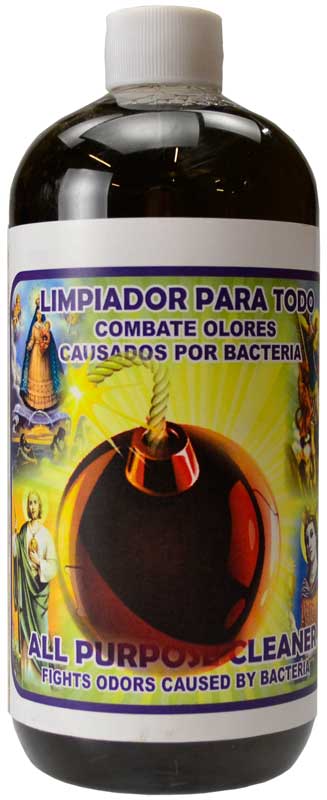 LIMPIADOR PARA TODO
COMBATE OLORES
CAUSADOS POR BACTERIA
ALL PURPOSE CLEANER
FIGHTS ODORS CAUSED BY BACTERIA